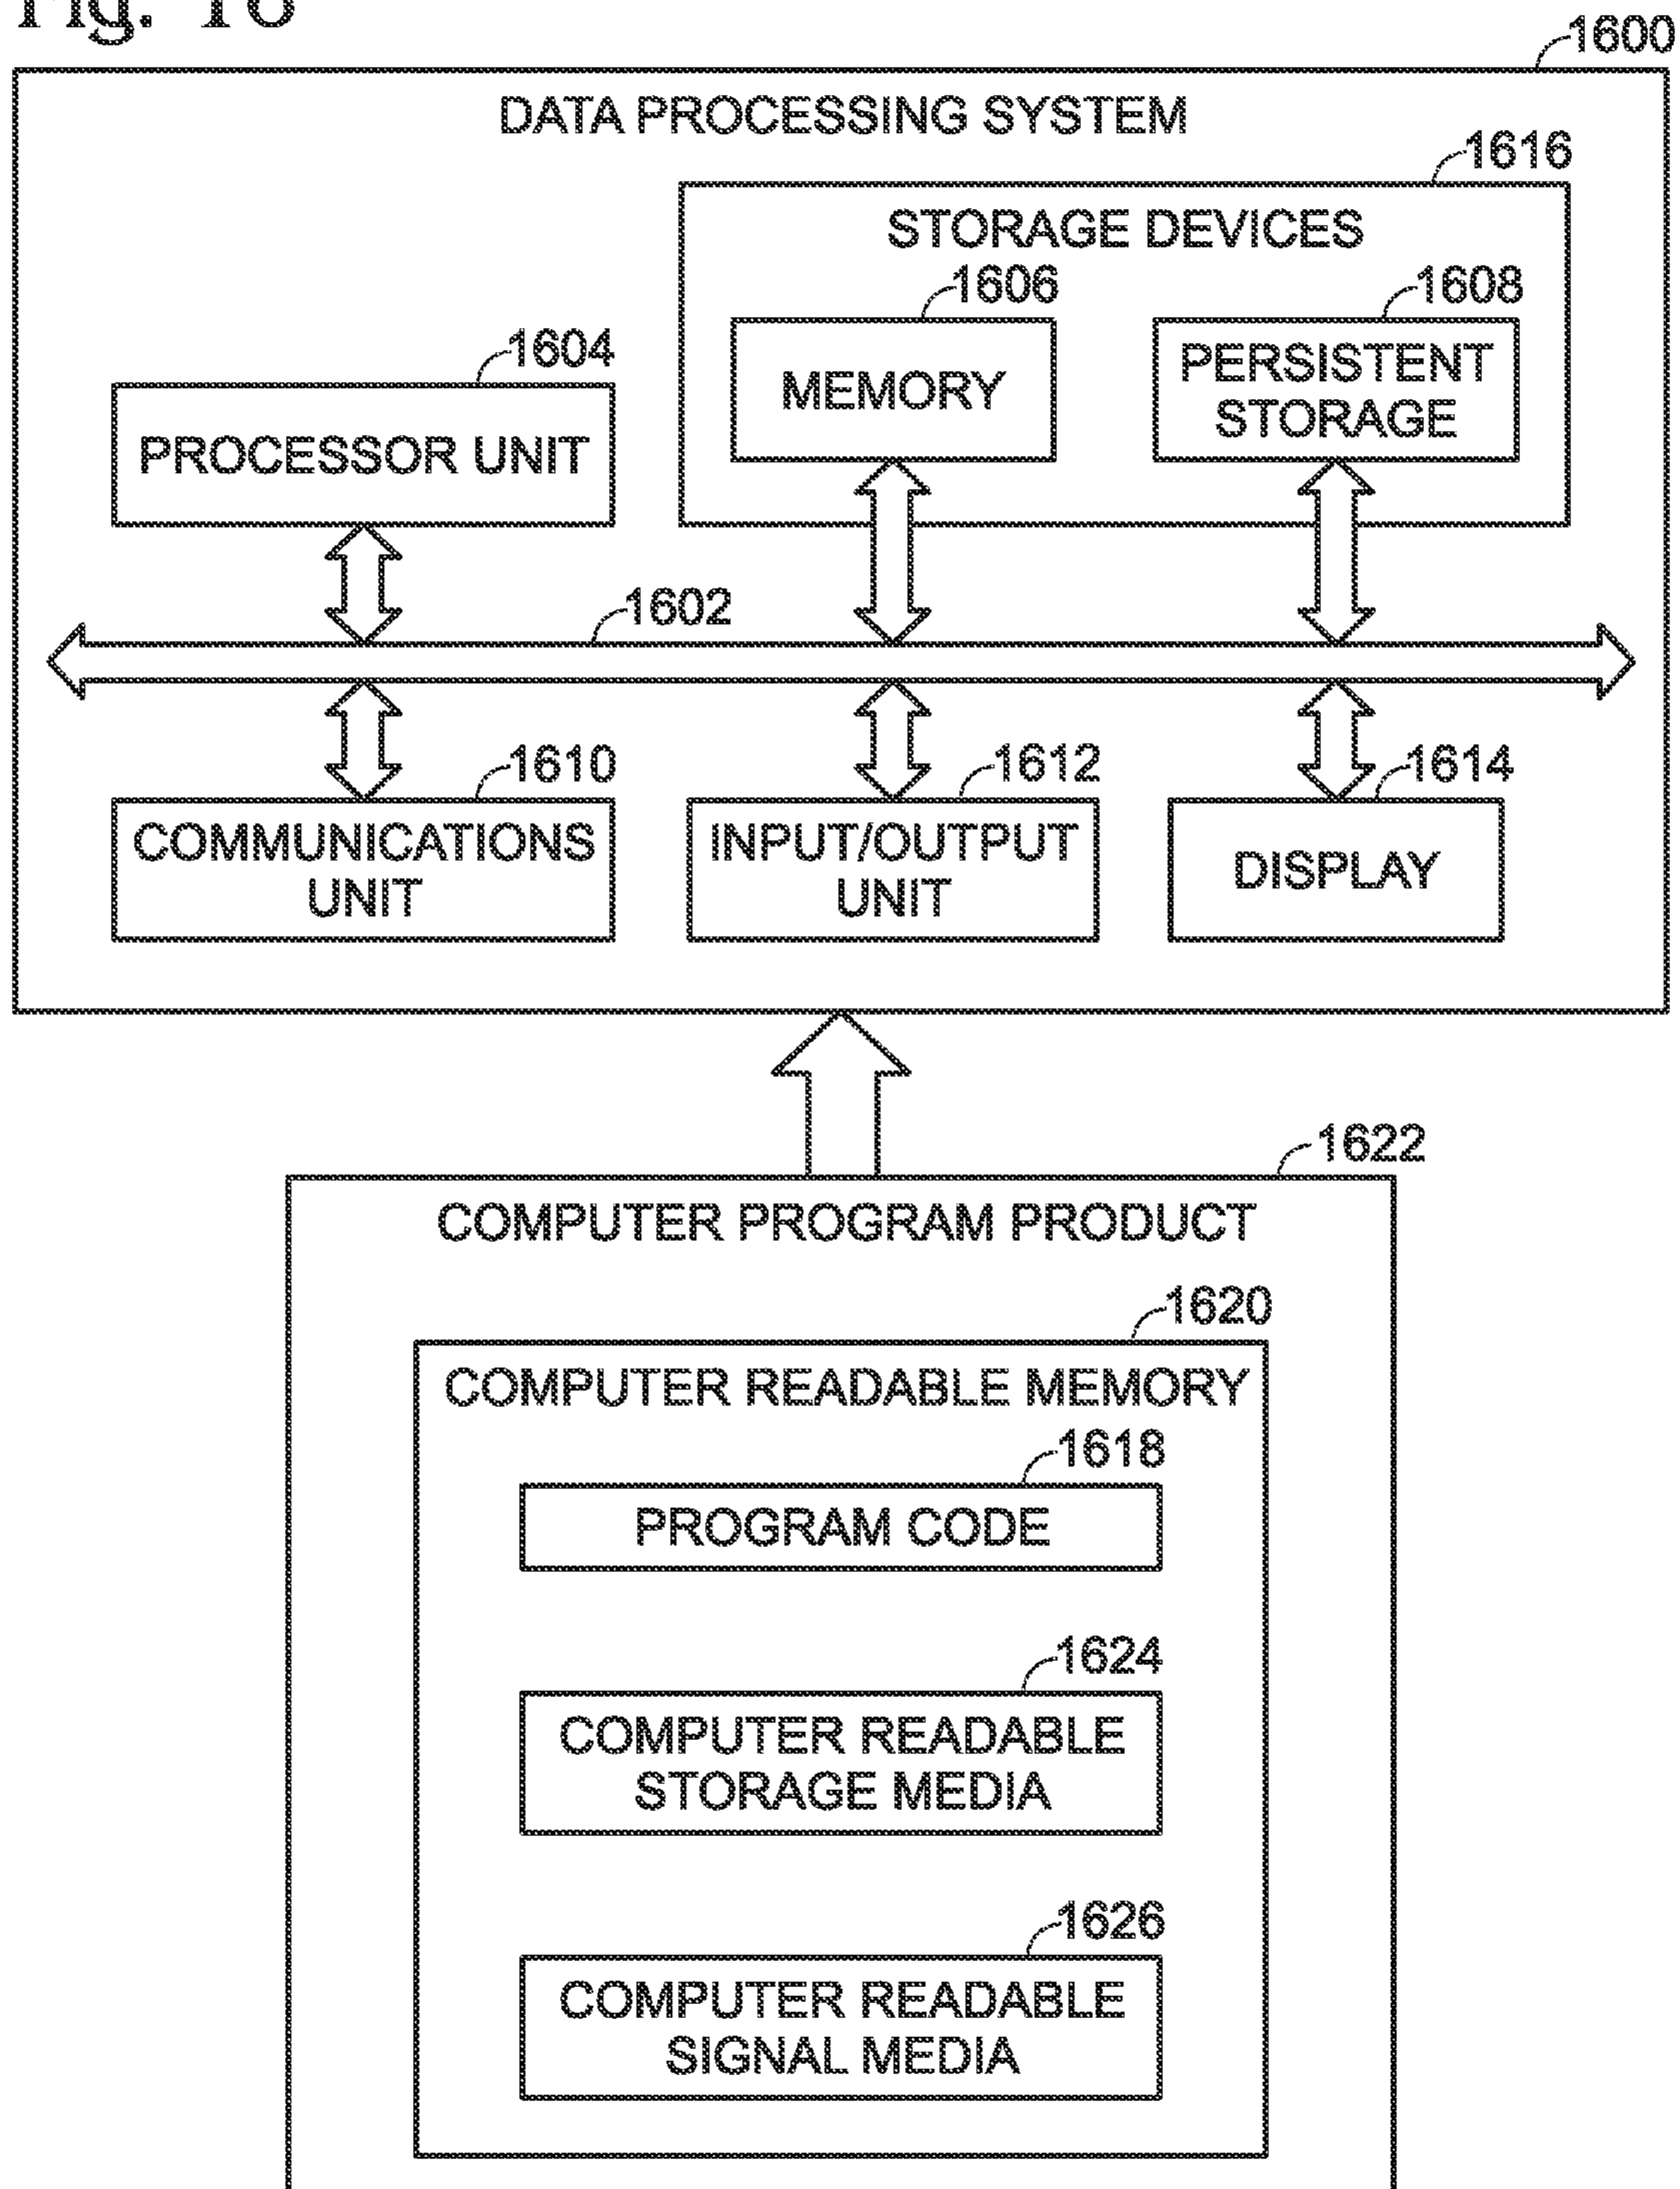 Fig.
1600
DATA PROCESSING SYSTEM
1616
STORAGE DEVICES
1606
1608
1604
MEMORY
PERSISTENT
STORAGE
PROCESSOR UNIT
1602
1610
1612
1614
COMMUNICATIONS
UNIT
INPUT/OUTPUT
UNIT
DISPLAY
1622
COMPUTER PROGRAM PRODUCT
1620
COMPUTER READABLE MEMORY
1618
PROGRAM CODE
1624
COMPUTER READABLE
STORAGE MEDIA
1626
COMPUTER READABLE
SIGNAL MEDIA